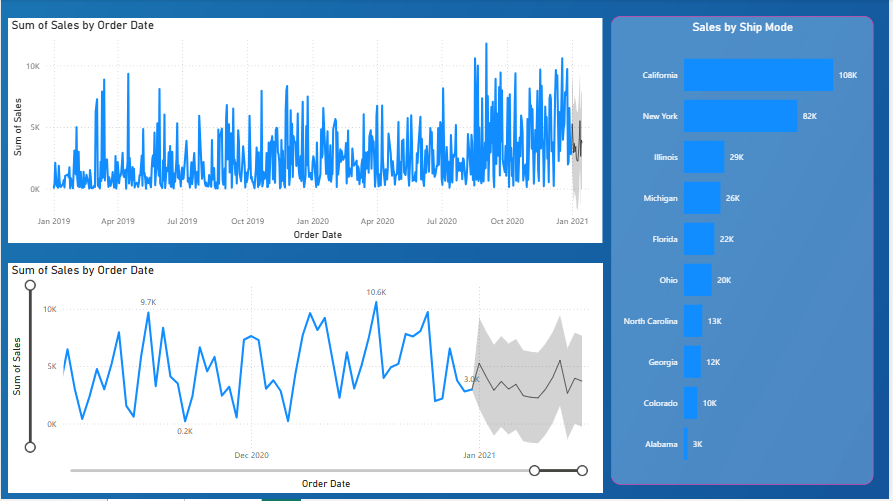 Sum of Sales by Order Date
Sum of Sales
10K
5K
0K
Jan 2019
Apr 2019
Jul 2019
Oct 2019
Jan 2020
Apr 2020
Jul 2020
Oct 2020
Jan 2021
Order Date
Sum of Sales by Order Date
Sum of Sales
10K
5K
0K
9.7K
0.2K
10.6K
3.0K
Dec 2020
Jan 2021
Order Date
Sales by Ship Mode
California 108K
New York 82K
Illinois 29K
Michigan 26K
Florida 22K
Ohio 20K
North Carolina 13K
Georgia 12K
Colorado 10K
Alabama 3K